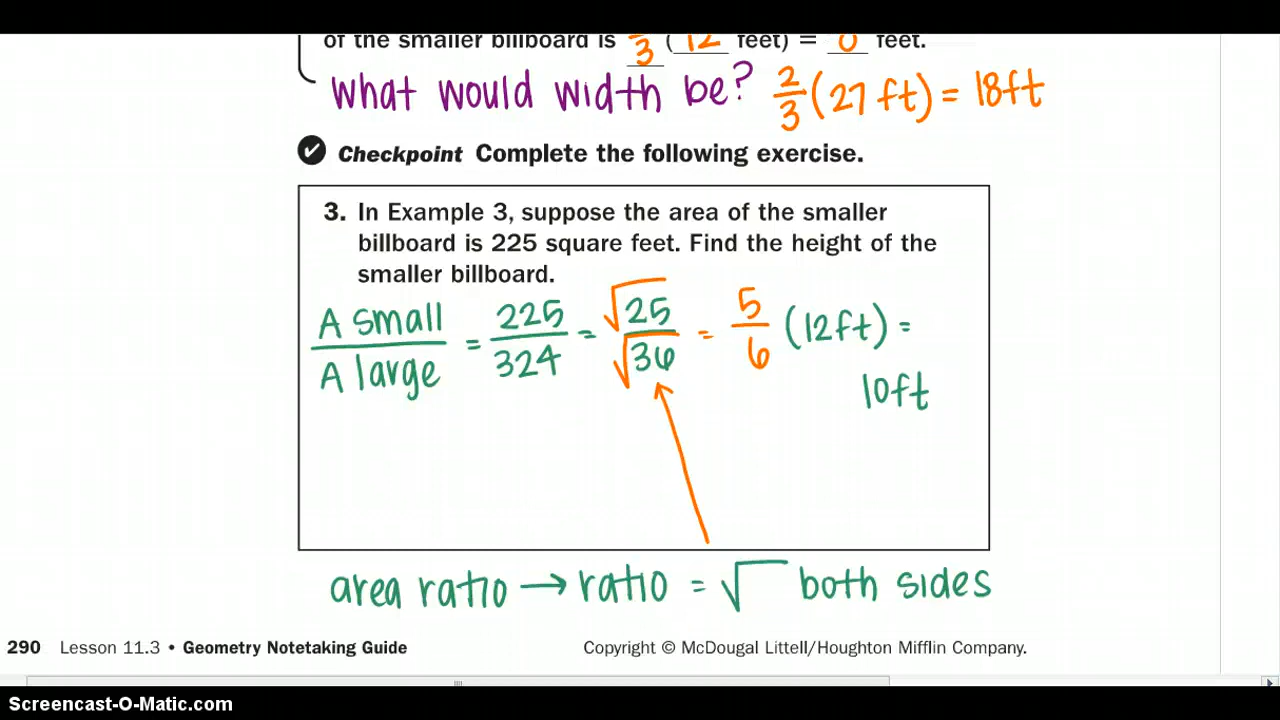 of the smaller billboard is 2/3 (12 feet) = 8 feet.
what would width be? 2/3 (27 ft) = 18ft
✔ Checkpoint Complete the following exercise.
3. In Example 3, suppose the area of the smaller
billboard is 225 square feet. Find the height of the
smaller billboard.
A small / A large = 225/324 = √25/√36 = 5/6 (12ft) =
10ft
area ratio → ratio = √ both sides
290 Lesson 11.3 • Geometry Notetaking Guide
Copyright © McDougal Littell/Houghton Mifflin Company.
Screencast-O-Matic.com